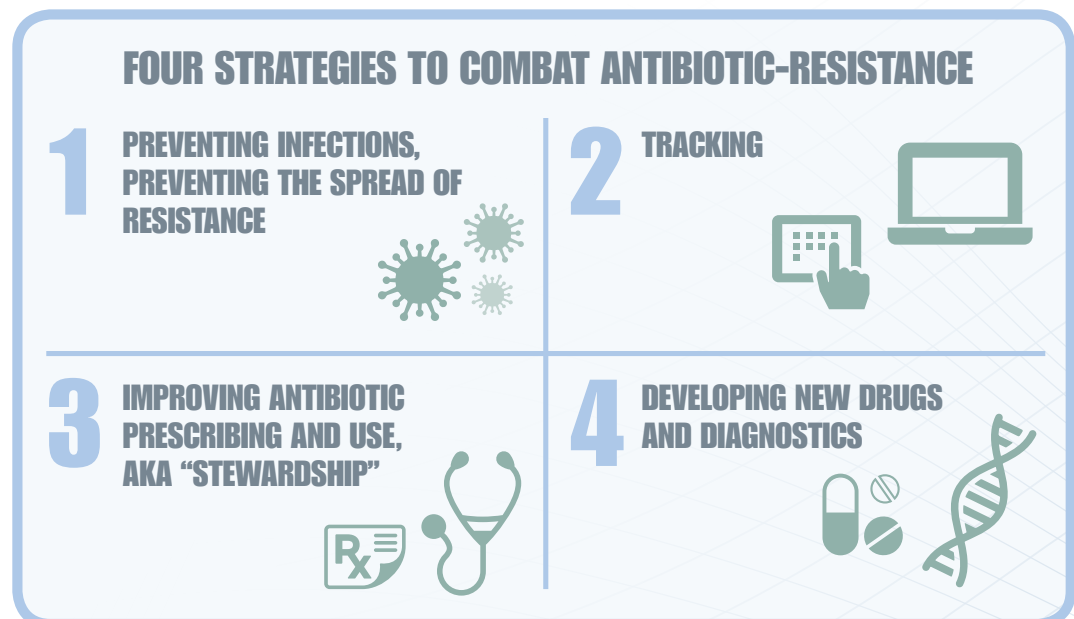 FOUR STRATEGIES TO COMBAT ANTIBIOTIC-RESISTANCE
1
PREVENTING INFECTIONS,
PREVENTING THE SPREAD OF
RESISTANCE
2
TRACKING
3
IMPROVING ANTIBIOTIC
PRESCRIBING AND USE,
AKA “STEWARDSHIP”
Rx
4
DEVELOPING NEW DRUGS
AND DIAGNOSTICS